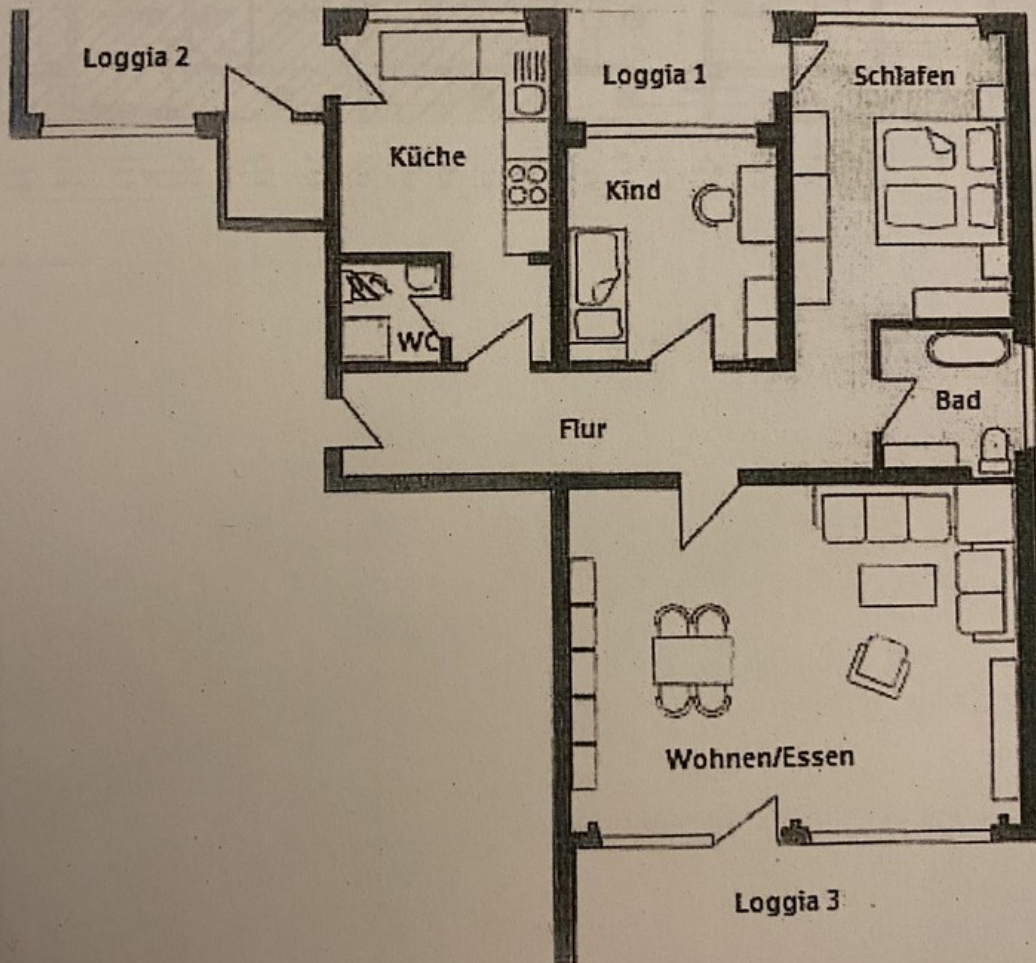 Loggia 2
Loggia 1
Schlafen
Küche
Kind
WC
Bad
Flur
Wohnen/Essen
Loggia 3